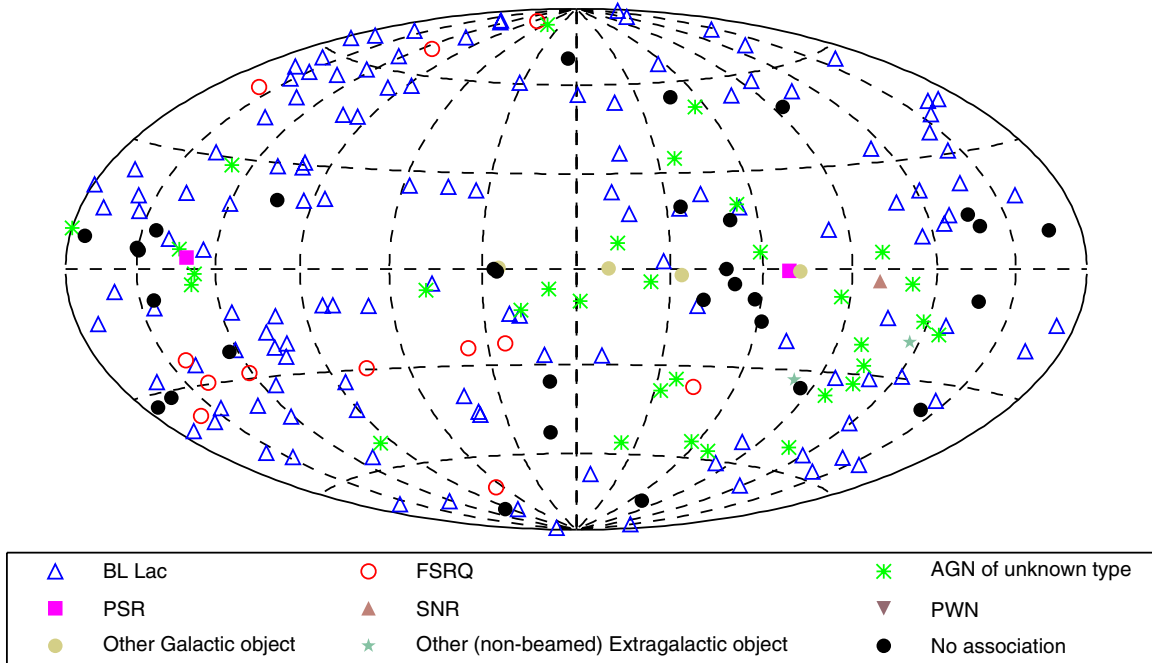 BL Lac
FSRQ
AGN of unknown type
PSR
SNR
PWN
Other Galactic object
Other (non-beamed) Extragalactic object
No association